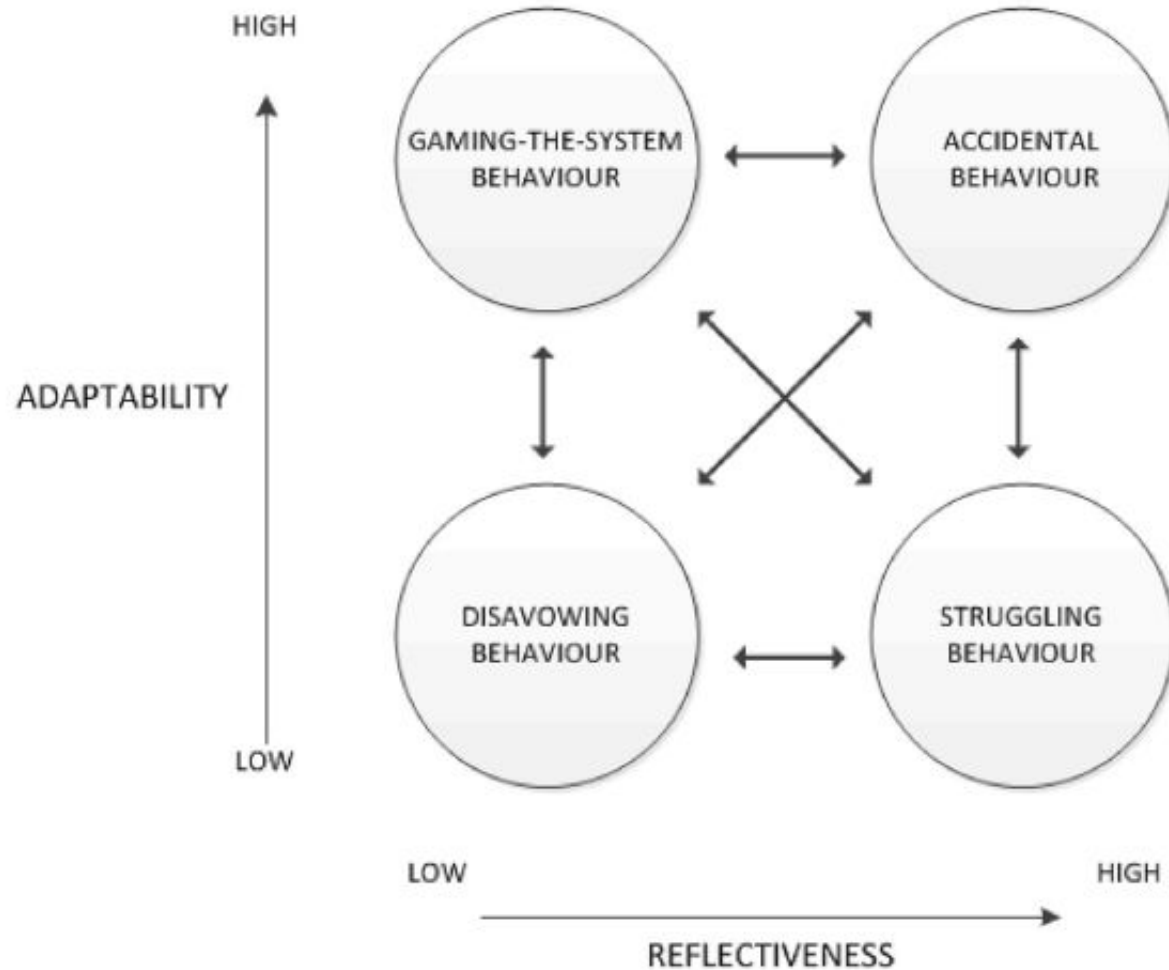 HIGH
GAMING-THE-SYSTEM
BEHAVIOUR
ACCIDENTAL
BEHAVIOUR
ADAPTABILITY
DISAVOWING
BEHAVIOUR
STRUGGLING
BEHAVIOUR
LOW
LOW
HIGH
REFLECTIVENESS